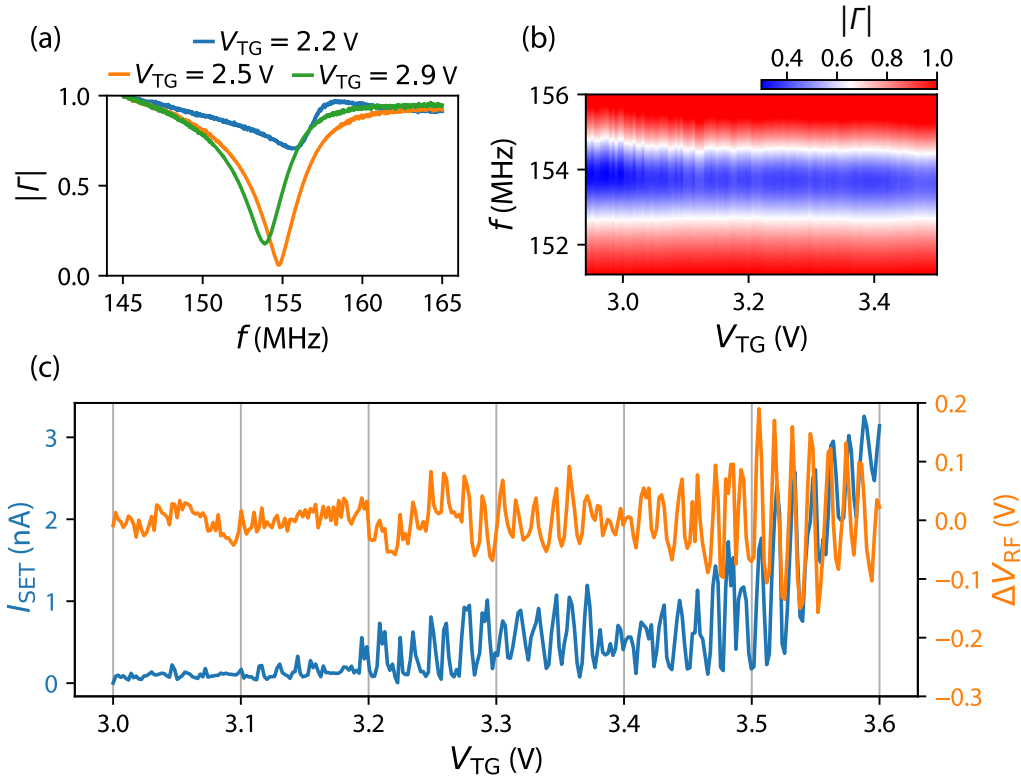 (a)
V_TG = 2.2 V
V_TG = 2.5 V
V_TG = 2.9 V
1.0
0.5
0.0
|Γ|
145
150
155
160
165
f (MHz)
(b)
|Γ|
0.4
0.6
0.8
1.0
156
154
152
f (MHz)
3.0
3.2
3.4
V_TG (V)
(c)
3
2
1
0
I_SET (nA)
0.2
0.1
0.0
−0.1
−0.2
−0.3
ΔV_RF (V)
3.0
3.1
3.2
3.3
3.4
3.5
3.6
V_TG (V)